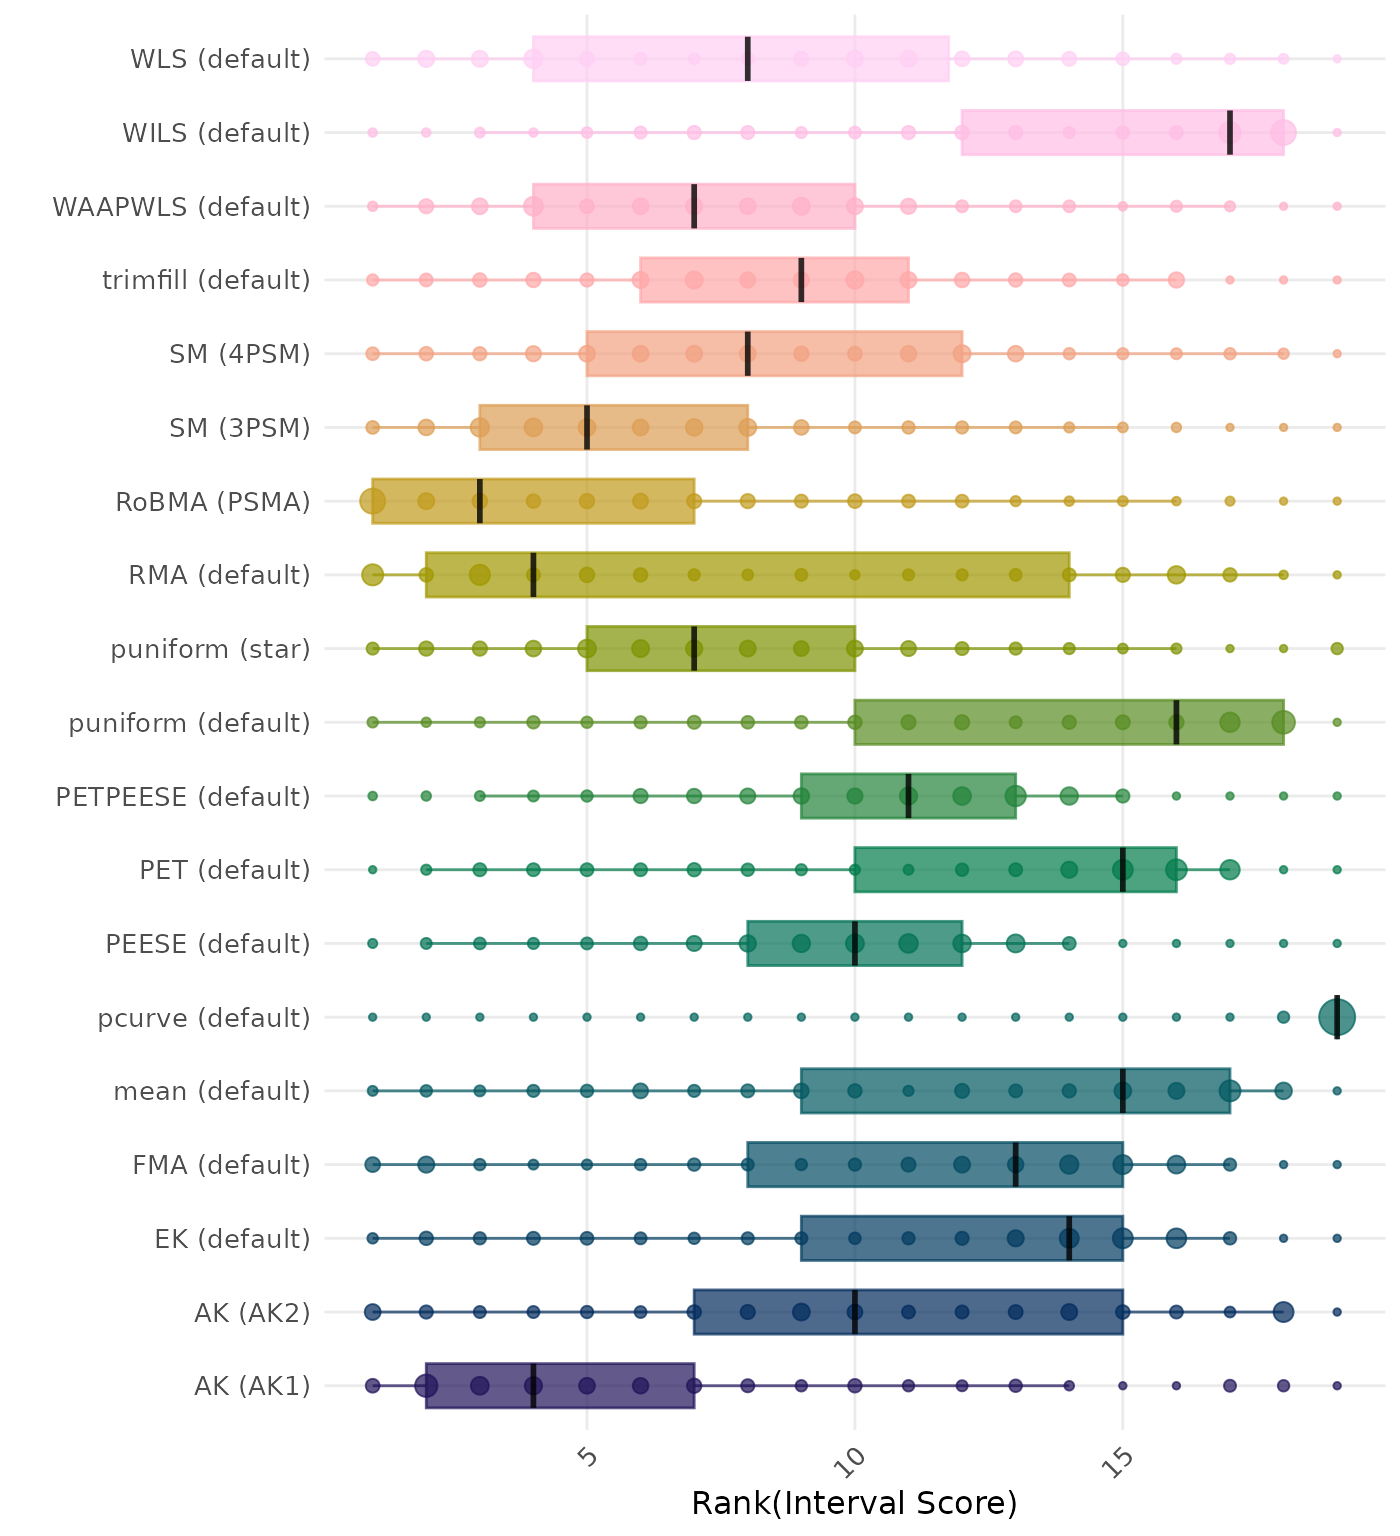 WLS (default)
WILS (default)
WAAPWLS (default)
trimfill (default)
SM (4PSM)
SM (3PSM)
RoBMA (PSMA)
RMA (default)
puniform (star)
puniform (default)
PETPEESE (default)
PET (default)
PEESE (default)
pcurve (default)
mean (default)
FMA (default)
EK (default)
AK (AK2)
AK (AK1)
5
10
15
Rank(Interval Score)